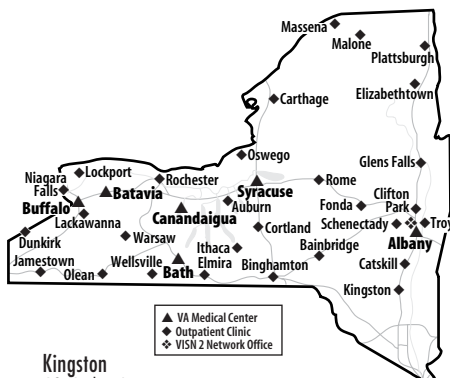 Massena
Malone
Plattsburgh
Elizabethtown
Carthage
Oswego
Glens Falls
Lockport
Niagara
Falls
Rochester
Batavia
Syracuse
Rome
Clifton
Park
Buffalo
Canandaigua
Auburn
Fonda
Schenectady
Troy
Lackawanna
Cortland
Albany
Dunkirk
Warsaw
Ithaca
Bainbridge
Catskill
Jamestown
Wellsville
Elmira
Olean
Bath
Binghamton
Kingston
VA Medical Center
Outpatient Clinic
VISN 2 Network Office
Kingston